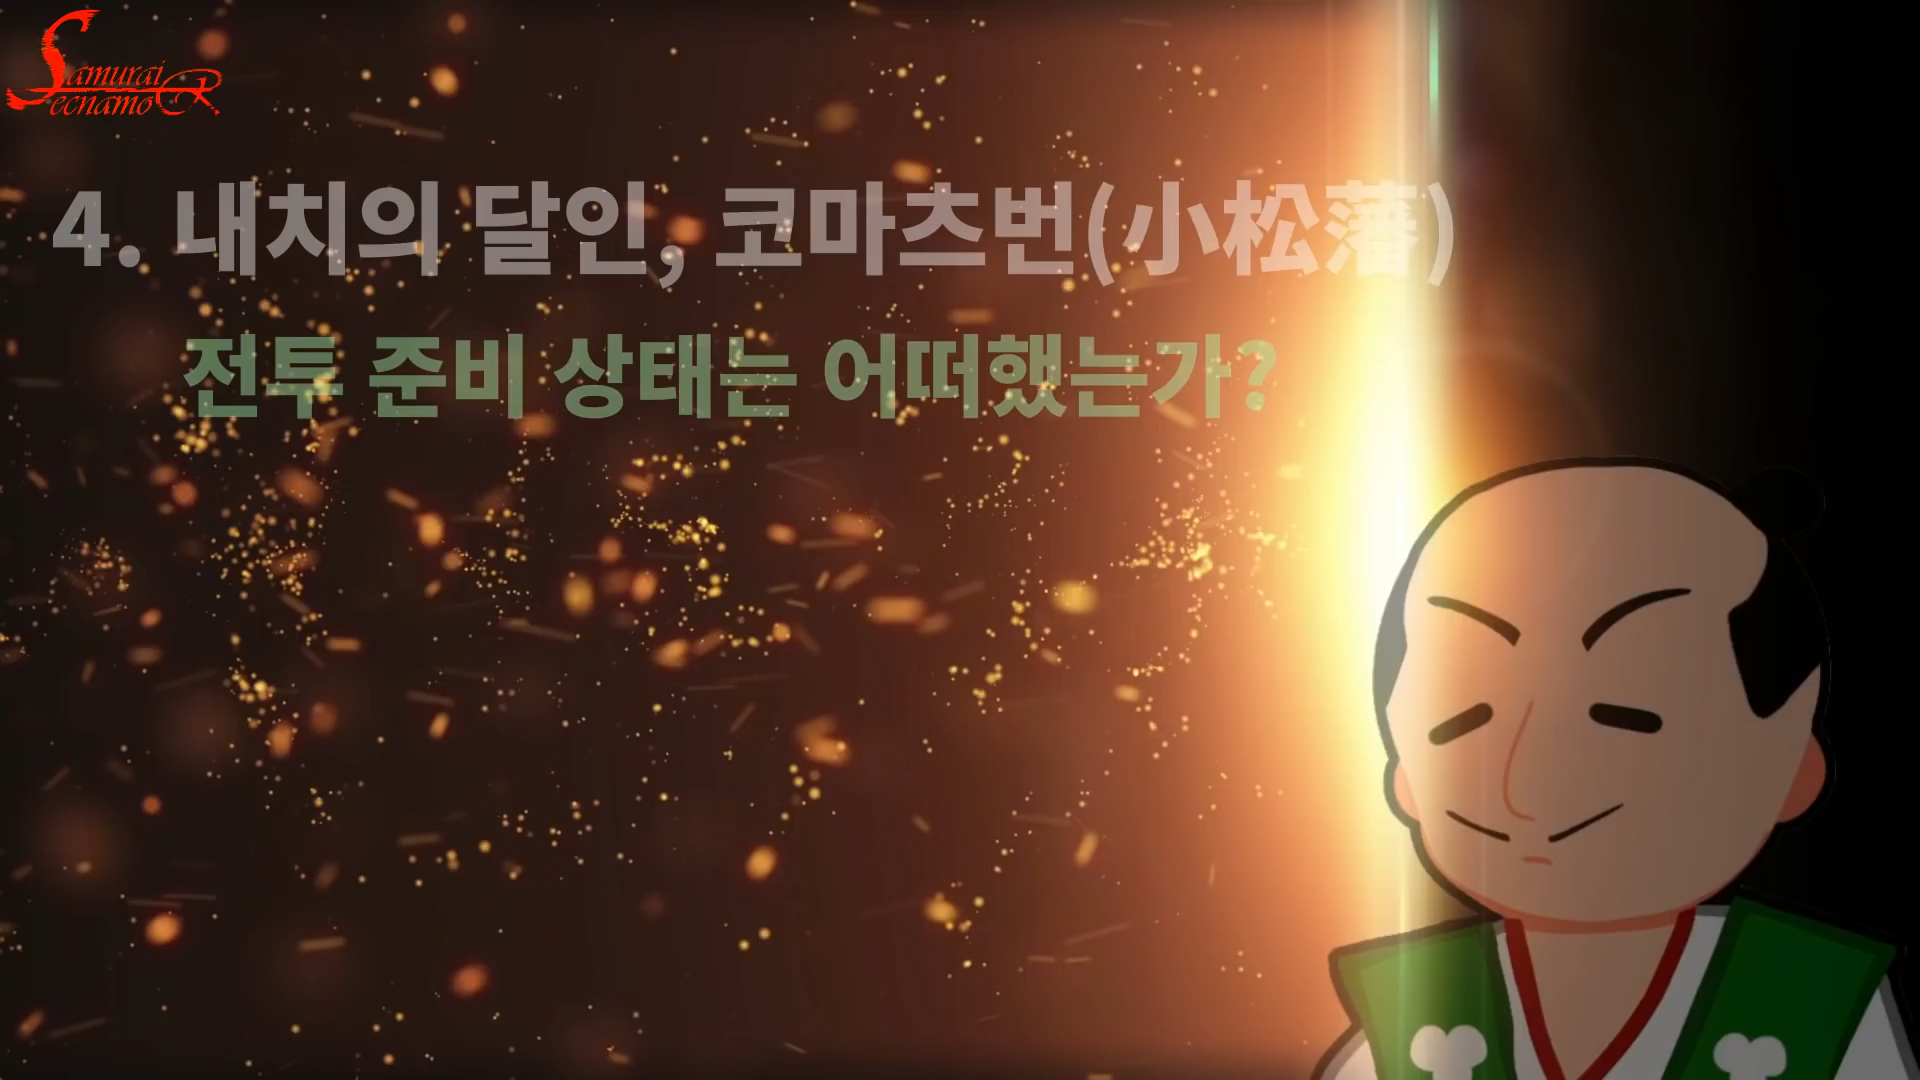 Samurai
SecnamoR
4. 내치의 달인, 코마츠번(小松藩)
전투 준비 상태는 어떠했는가?